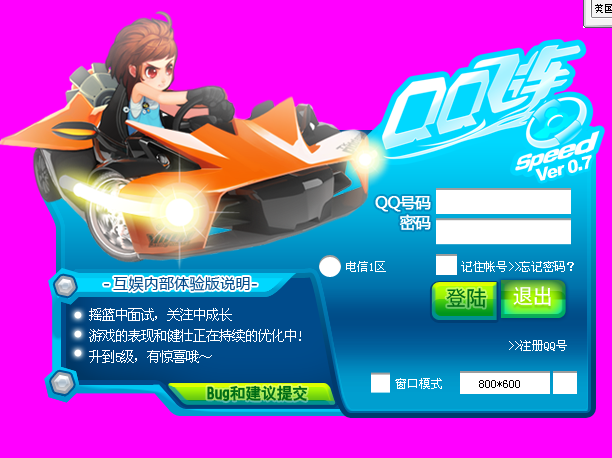 英国
QQ飞车
Speed
Ver 0.7
QQ号码
密码
电信1区
记住帐号>>忘记密码?
登陆
退出
-互娱内部体验版说明-
摇篮中面试，关注中成长
游戏的表现和健壮正在持续的优化中!
升到5级，有惊喜哦～
>>注册QQ号
Bug和建议提交
窗口模式
800*600